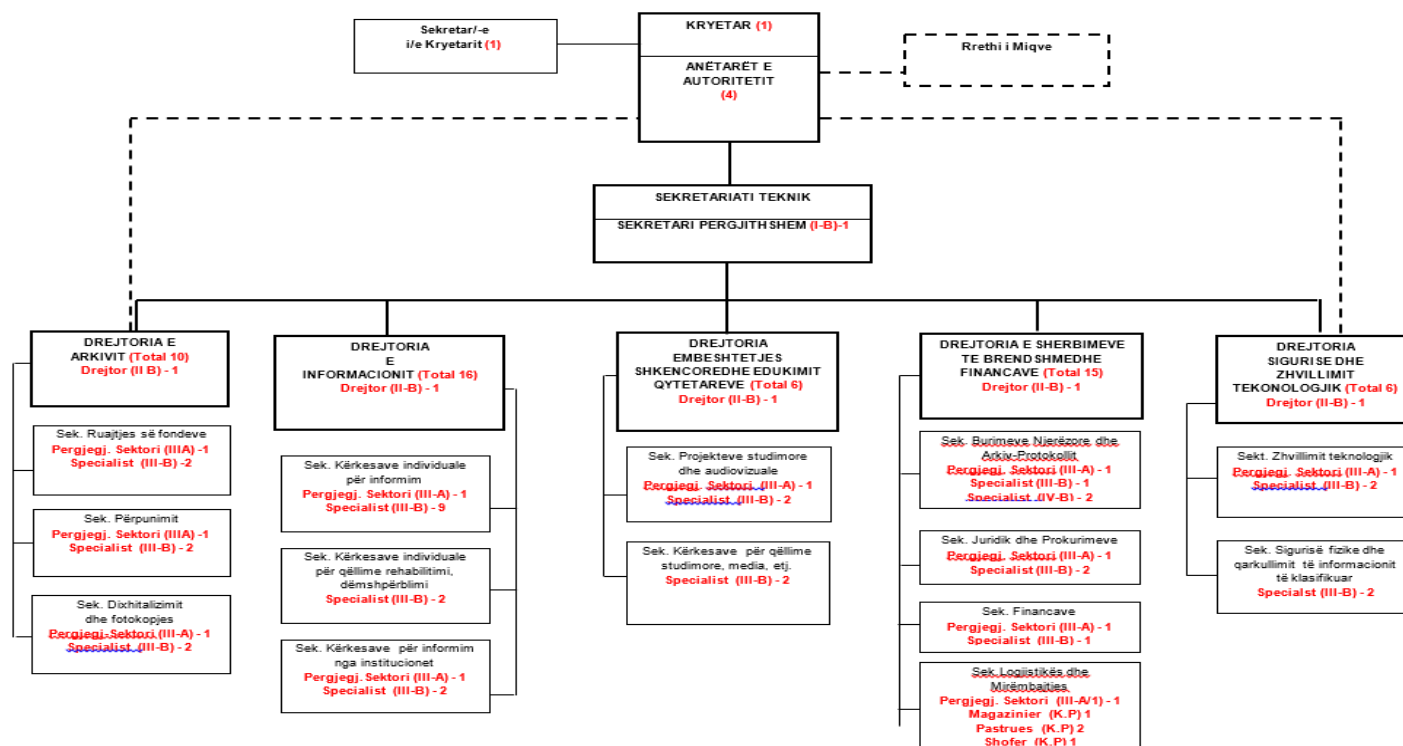 Sekretar/-e
i/e Kryetarit (1)
KRYETAR (1)
ANËTARËT E
AUTORITETIT
(4)
Rrethi i Miqve
SEKRETARIATI TEKNIK
SEKRETARI PERGJITHSHEM (I-B)-1
DREJTORIA E
ARKIVIT (Total 10)
Drejtor (II B) - 1
Sek. Ruajtjes së fondeve
Pergjegj. Sektori (IIIA) -1
Specialist (III-B) -2
Sek. Përpunimit
Pergjegj. Sektori (IIIA) -1
Specialist (III-B) - 2
Sek. Dixhitalizimit
dhe fotokopjes
Pergjegj-Sektori (III-A) - 1
Specialist (III-B) - 2
DREJTORIA
E
INFORMACIONIT (Total 16)
Drejtor (II-B) - 1
Sek. Kërkesave individuale
për informim
Pergjegj. Sektori (III-A) - 1
Specialist (III-B) - 9
Sek. Kërkesave individuale
për qëllime rehabilitimi,
dëmshpërblimi
Specialist (III-B) - 2
Sek. Kërkesave për informim
nga institucionet
Pergjegj. Sektori (III-A) - 1
Specialist (III-B) - 2
DREJTORIA
EMBESHTETJES
SHKENCOREDHE EDUKIMIT
QYTETAREVE (Total 6)
Drejtor (II-B) - 1
Sek. Projekteve studimore
dhe audiovizuale
Pergjegj. Sektori (III-A) - 1
Specialist (III-B) - 2
Sek. Kërkesave për qëllime
studimore, media, etj.
Specialist (III-B) - 2
DREJTORIA E SHERBIMEVE
TE BRENDSHMEDHE
FINANCAVE (Total 15)
Drejtor (II-B) - 1
Sek. Burimeve Njerëzore dhe
Arkiv-Protokollit
Pergjegj. Sektori (III-A) - 1
Specialist (III-B) - 1
Specialist (IV-B) - 2
Sek. Juridik dhe Prokurimeve
Pergjegj. Sektori (III-A) - 1
Specialist (III-B) - 2
Sek. Financave
Pergjegj. Sektori (III-A) - 1
Specialist (III-B) - 1
Sek.Logjistikës dhe
Mirëmbajtjes
Pergjegj. Sektori (III-A/1) - 1
Magazinier (K.P) 1
Pastrues (K.P) 2
Shofer (K.P) 1
DREJTORIA
SIGURISE DHE
ZHVILLIMIT
TEKONOLOGJIK (Total 6)
Drejtor (II-B) - 1
Sekt. Zhvillimit teknologjik
Pergjegj. Sektori (III-A) - 1
Specialist (III-B) - 2
Sek. Sigurisë fizike dhe
qarkullimit të informacionit
të klasifikuar
Specialst (III-B) - 2